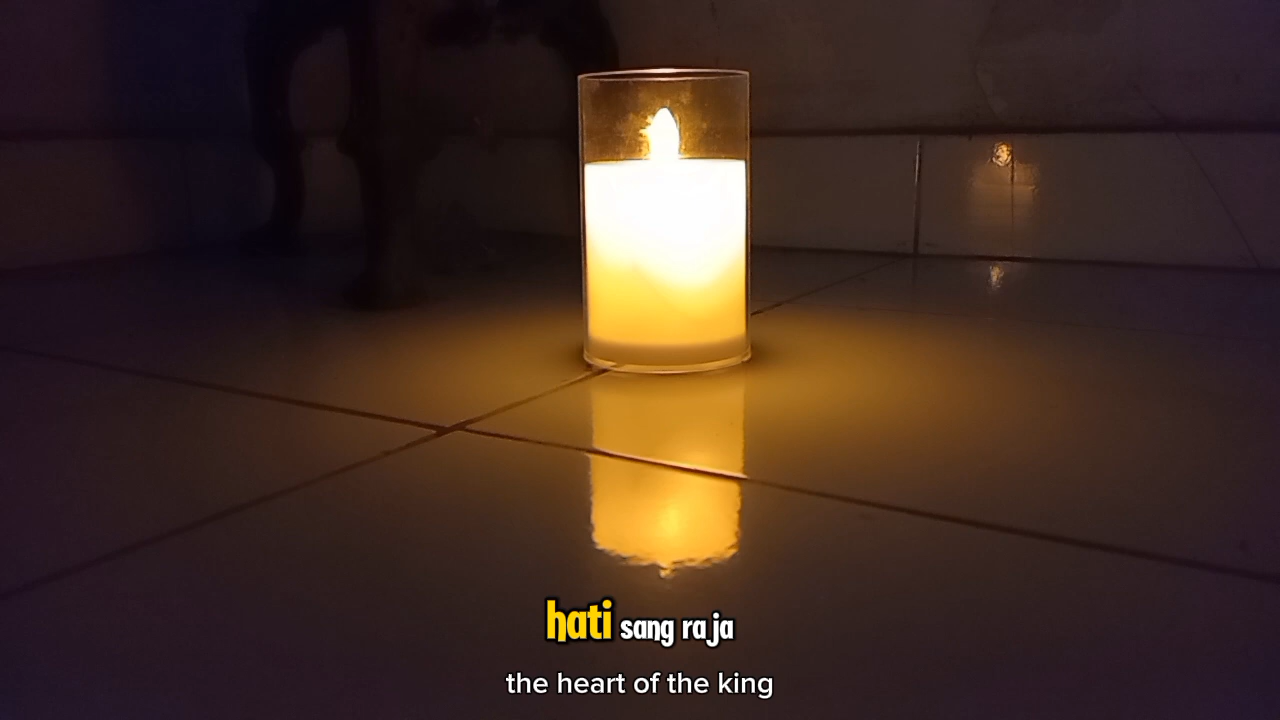 hati sang raja
the heart of the king